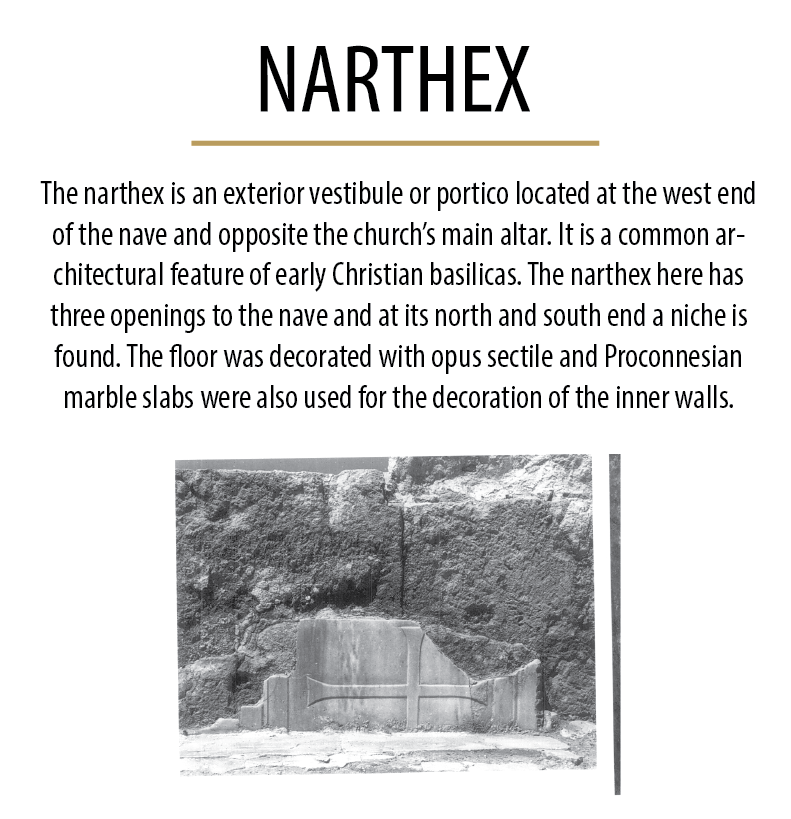 NARTHEX
The narthex is an exterior vestibule or portico located at the west end
of the nave and opposite the church’s main altar. It is a common ar-
chitectural feature of early Christian basilicas. The narthex here has
three openings to the nave and at its north and south end a niche is
found. The floor was decorated with opus sectile and Proconnesian
marble slabs were also used for the decoration of the inner walls.